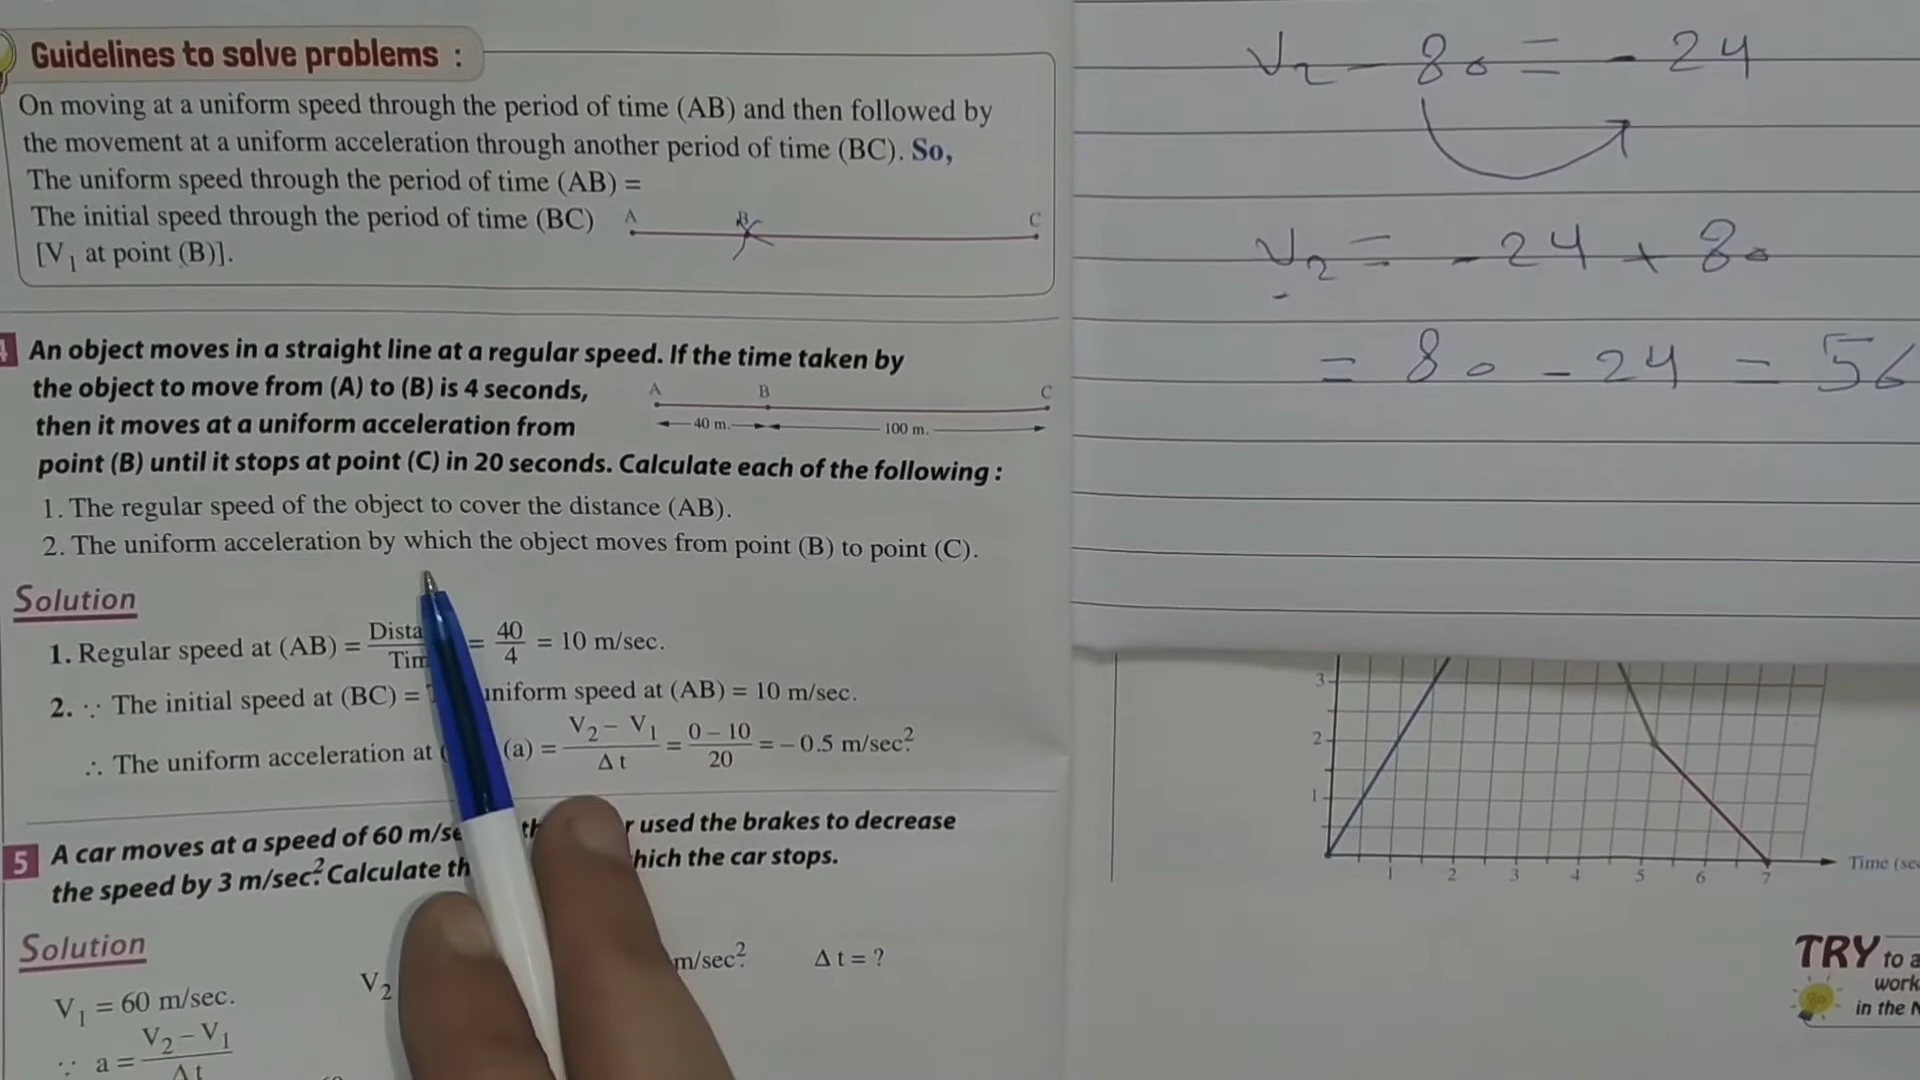 Guidelines to solve problems :
On moving at a uniform speed through the period of time (AB) and then followed by
the movement at a uniform acceleration through another period of time (BC). So,
The uniform speed through the period of time (AB) =
The initial speed through the period of time (BC)
[V1 at point (B)].
A B C
4 An object moves in a straight line at a regular speed. If the time taken by
the object to move from (A) to (B) is 4 seconds,
then it moves at a uniform acceleration from
point (B) until it stops at point (C) in 20 seconds. Calculate each of the following :
A B C
40 m. 100 m.
1. The regular speed of the object to cover the distance (AB).
2. The uniform acceleration by which the object moves from point (B) to point (C).
Solution
1. Regular speed at (AB) = Dista / Tim = 40/4 = 10 m/sec.
2. ∵ The initial speed at (BC) = uniform speed at (AB) = 10 m/sec.
∴ The uniform acceleration at ( (a) = V2 – V1 / Δt = 0 – 10 / 20 = – 0.5 m/sec².
5 A car moves at a speed of 60 m/se r used the brakes to decrease
the speed by 3 m/sec². Calculate th hich the car stops.
Solution
V1 = 60 m/sec. V2 m/sec². Δt = ?
∵ a = V2 – V1 / Δt
V2 – 80 = – 24
V2 = – 24 + 80
= 80 – 24 = 56
3
2
1
1 2 3 4 5 6 7
Time (sec
TRY to a
work
in the N